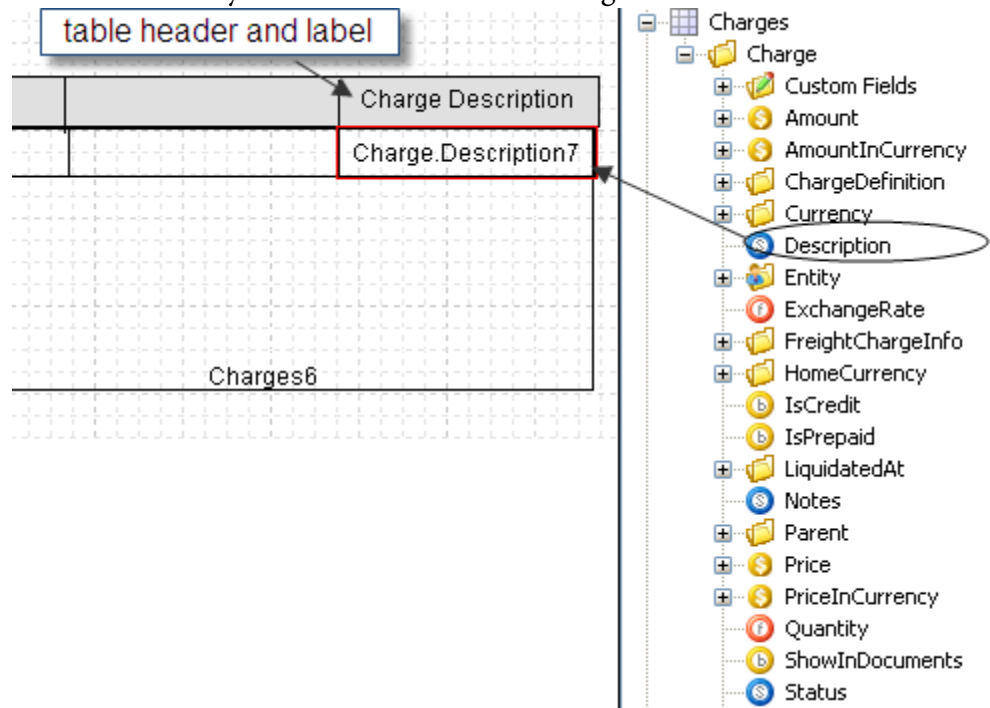 table header and label
Charge Description
Charge.Description7
Charges6
Charges
Charge
Custom Fields
Amount
AmountInCurrency
ChargeDefinition
Currency
Description
Entity
ExchangeRate
FreightChargeInfo
HomeCurrency
IsCredit
IsPrepaid
LiquidatedAt
Notes
Parent
Price
PriceInCurrency
Quantity
ShowInDocuments
Status